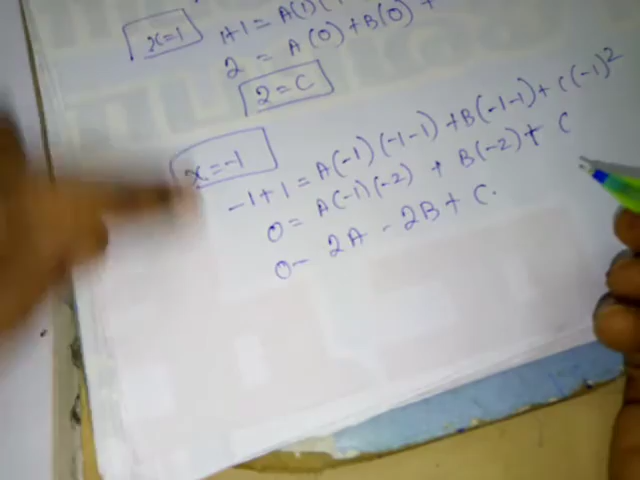 x=1 1+1 = A(1)(
2 = A(0)+B(0)+
2=C
x=-1
-1+1 = A(-1)(-1-1)+B(-1-1)+C(-1)²
0= A(-1)(-2) + B(-2)+ C
0- 2A - 2B + C.